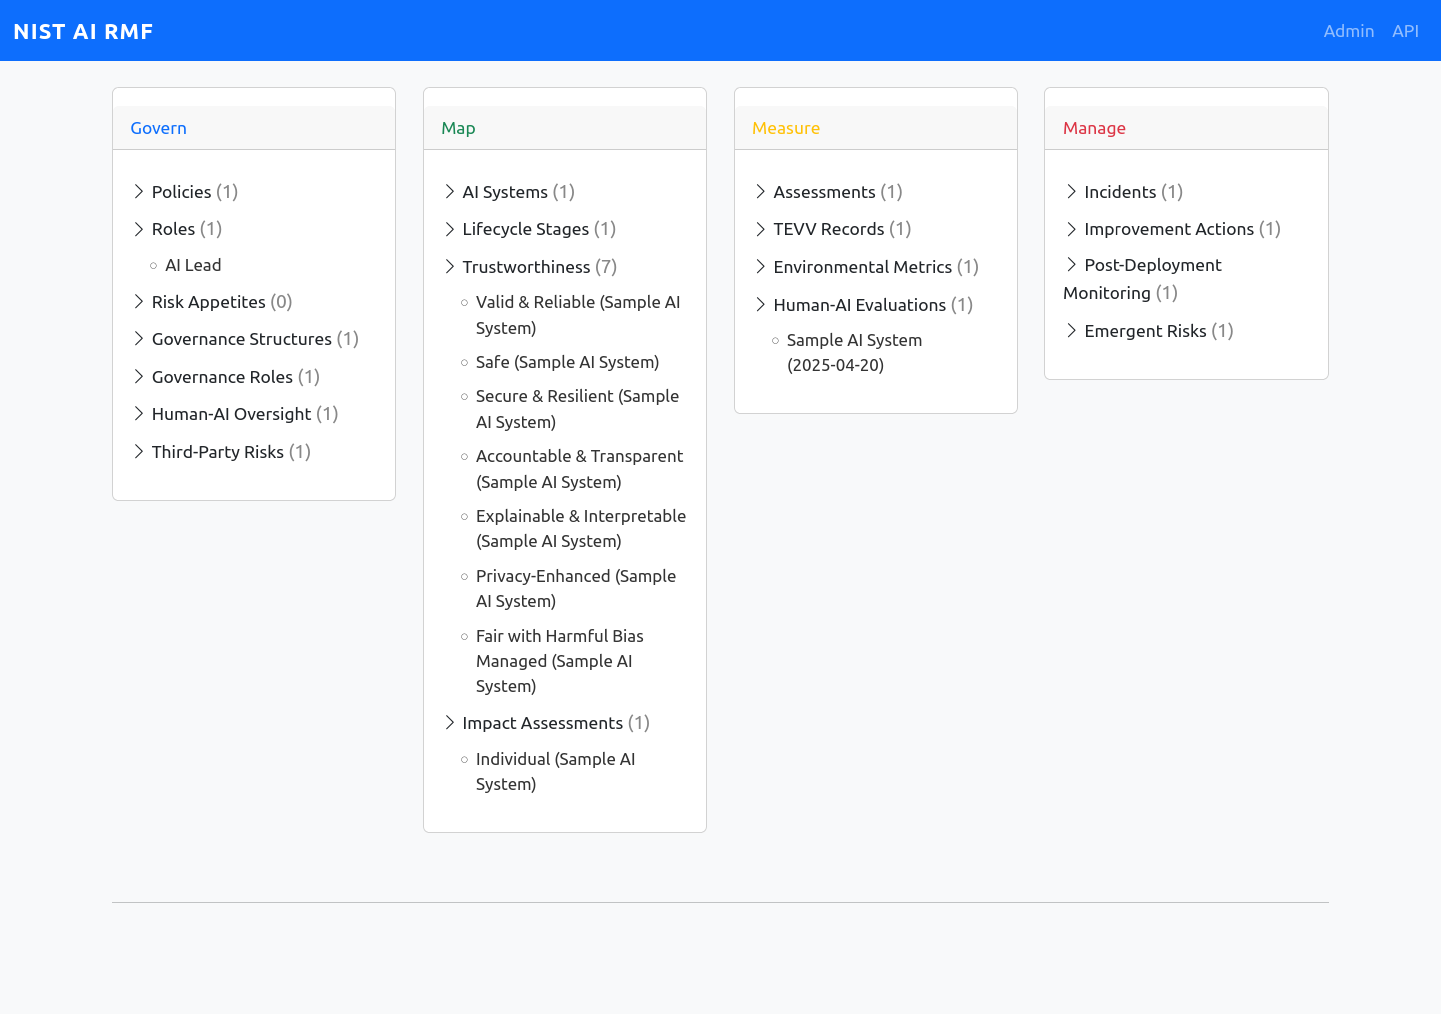 NIST AI RMF
Admin API
Govern
Policies (1)
Roles (1)
AI Lead
Risk Appetites (0)
Governance Structures (1)
Governance Roles (1)
Human-AI Oversight (1)
Third-Party Risks (1)
Map
AI Systems (1)
Lifecycle Stages (1)
Trustworthiness (7)
Valid & Reliable (Sample AI
System)
Safe (Sample AI System)
Secure & Resilient (Sample
AI System)
Accountable & Transparent
(Sample AI System)
Explainable & Interpretable
(Sample AI System)
Privacy-Enhanced (Sample
AI System)
Fair with Harmful Bias
Managed (Sample AI
System)
Impact Assessments (1)
Individual (Sample AI
System)
Measure
Assessments (1)
TEVV Records (1)
Environmental Metrics (1)
Human-AI Evaluations (1)
Sample AI System
(2025-04-20)
Manage
Incidents (1)
Improvement Actions (1)
Post-Deployment
Monitoring (1)
Emergent Risks (1)